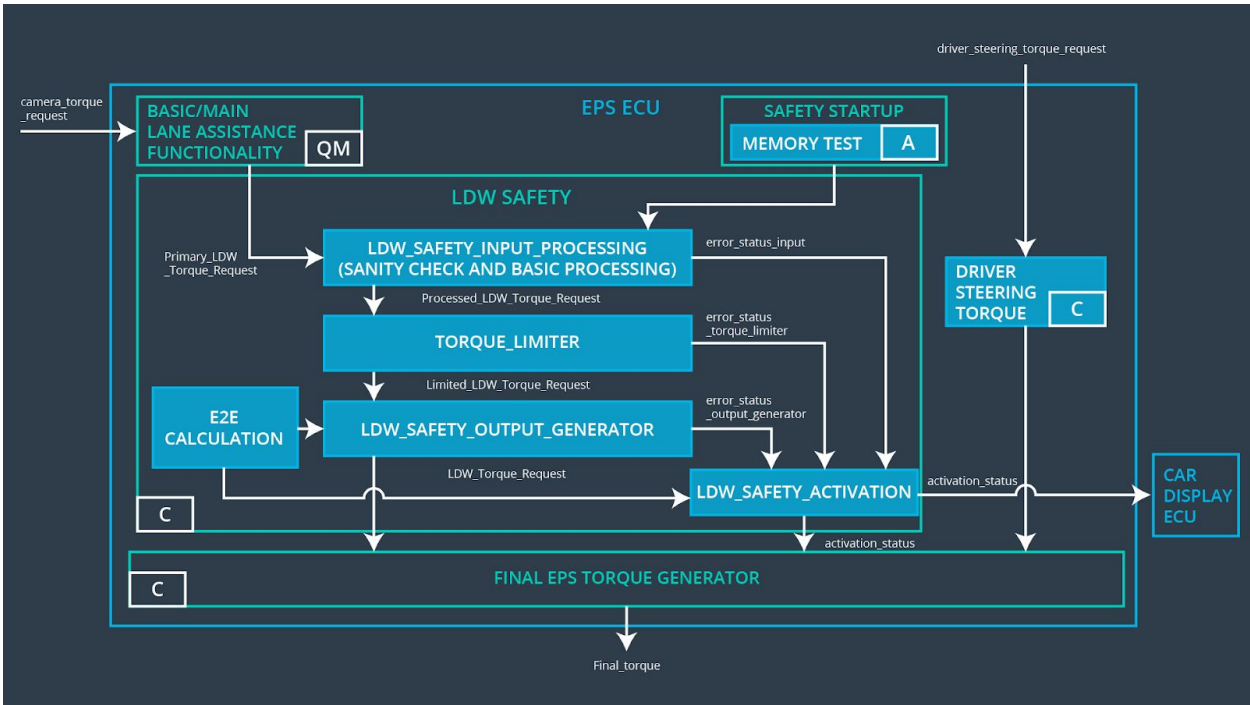 driver_steering_torque_request
camera_torque
_request
BASIC/MAIN
LANE ASSISTANCE
FUNCTIONALITY
QM
EPS ECU
SAFETY STARTUP
MEMORY TEST
A
LDW SAFETY
Primary_LDW
_Torque_Request
LDW_SAFETY_INPUT_PROCESSING
(SANITY CHECK AND BASIC PROCESSING)
error_status_input
DRIVER
STEERING
TORQUE
C
Processed_LDW_Torque_Request
TORQUE_LIMITER
error_status
_torque_limiter
Limited_LDW_Torque_Request
E2E
CALCULATION
LDW_SAFETY_OUTPUT_GENERATOR
error_status
_output_generator
LDW_Torque_Request
LDW_SAFETY_ACTIVATION
activation_status
CAR
DISPLAY
ECU
C
activation_status
FINAL EPS TORQUE GENERATOR
C
Final_torque